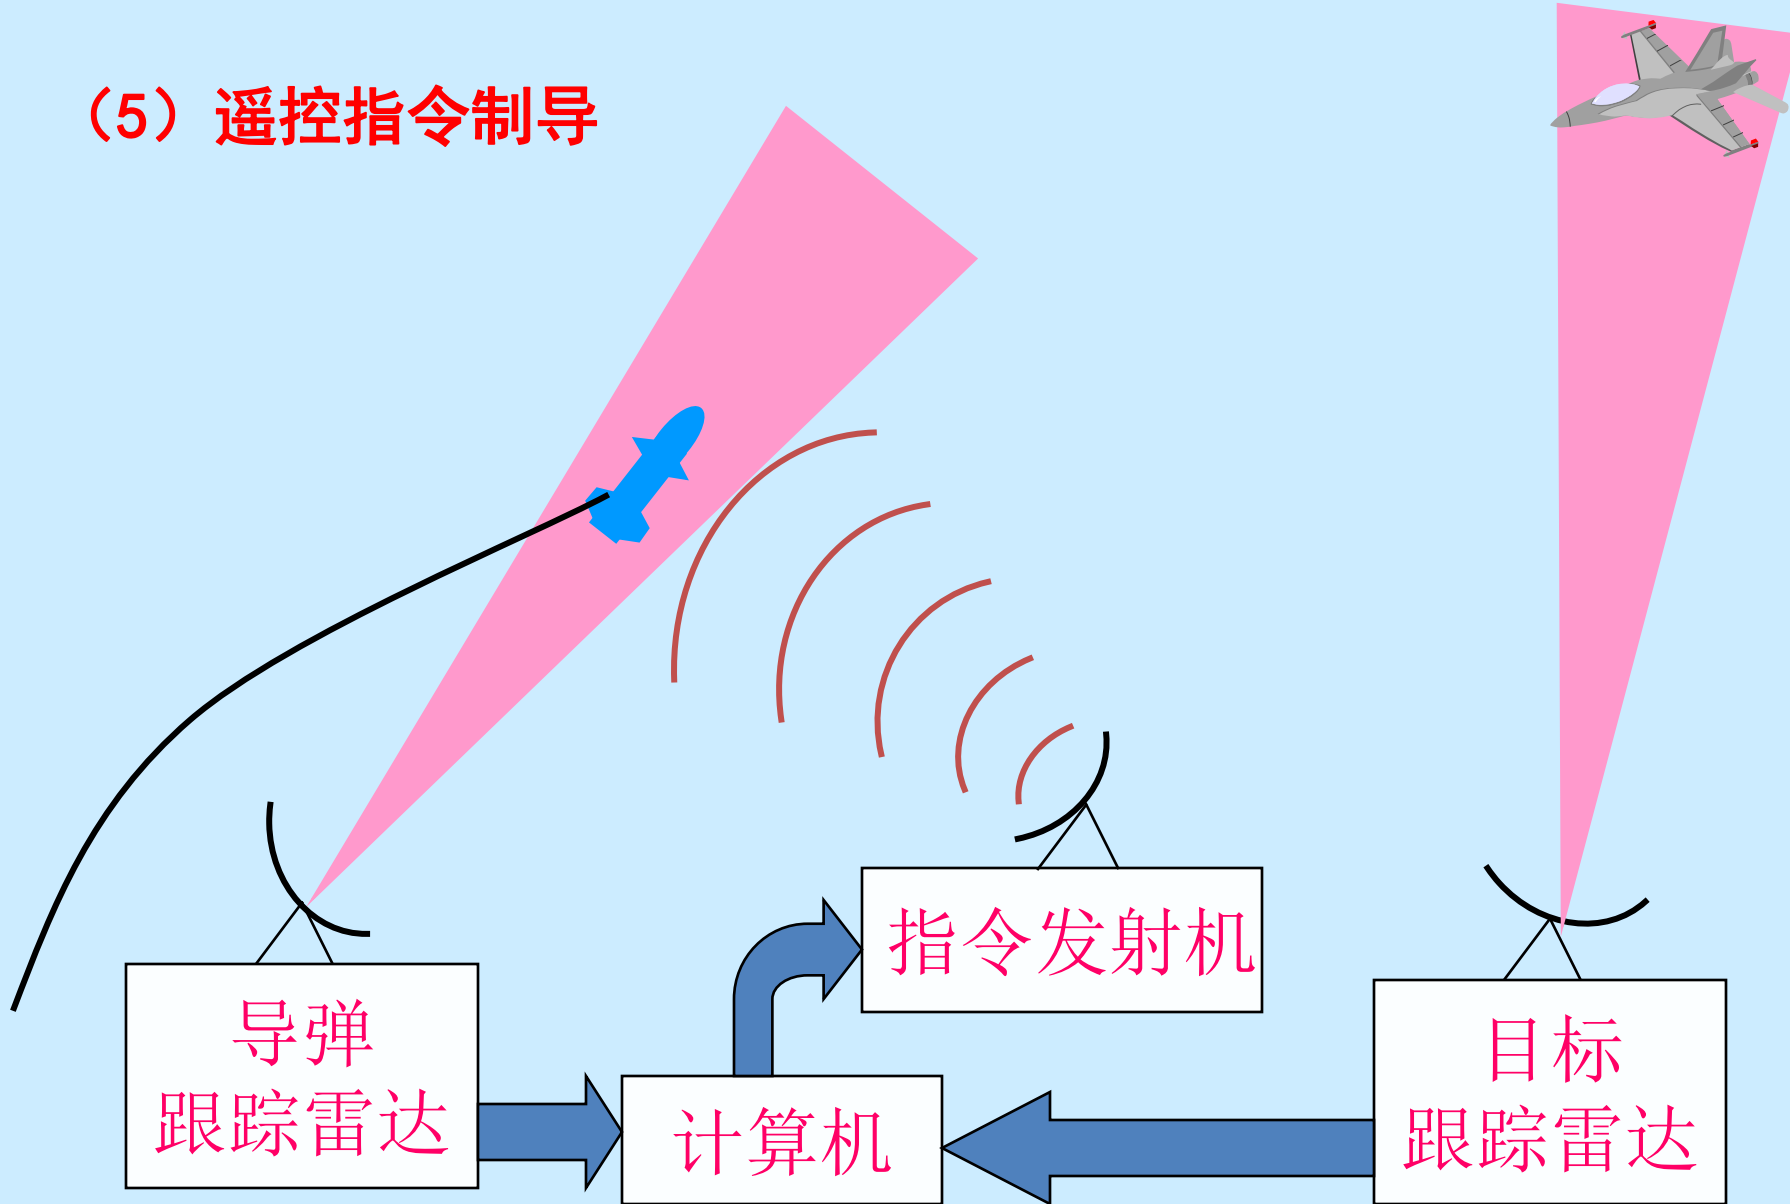 （5）遥控指令制导
指令发射机
导弹
跟踪雷达
计算机
目标
跟踪雷达